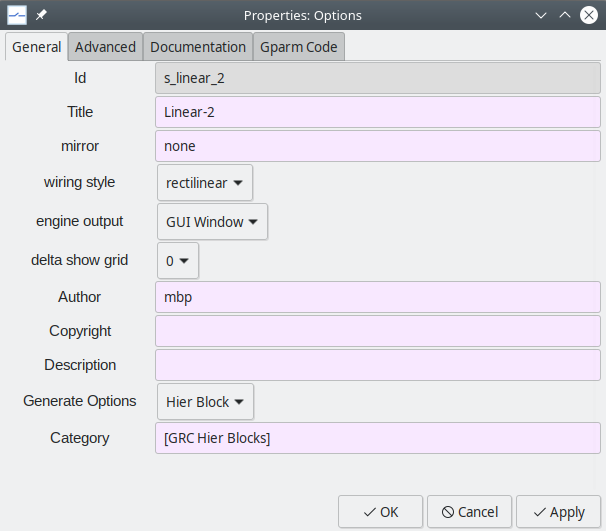 Properties: Options
General Advanced Documentation Gparm Code
Id s_linear_2
Title Linear-2
mirror none
wiring style rectilinear
engine output GUI Window
delta show grid 0
Author mbp
Copyright
Description
Generate Options Hier Block
Category [GRC Hier Blocks]
OK Cancel Apply